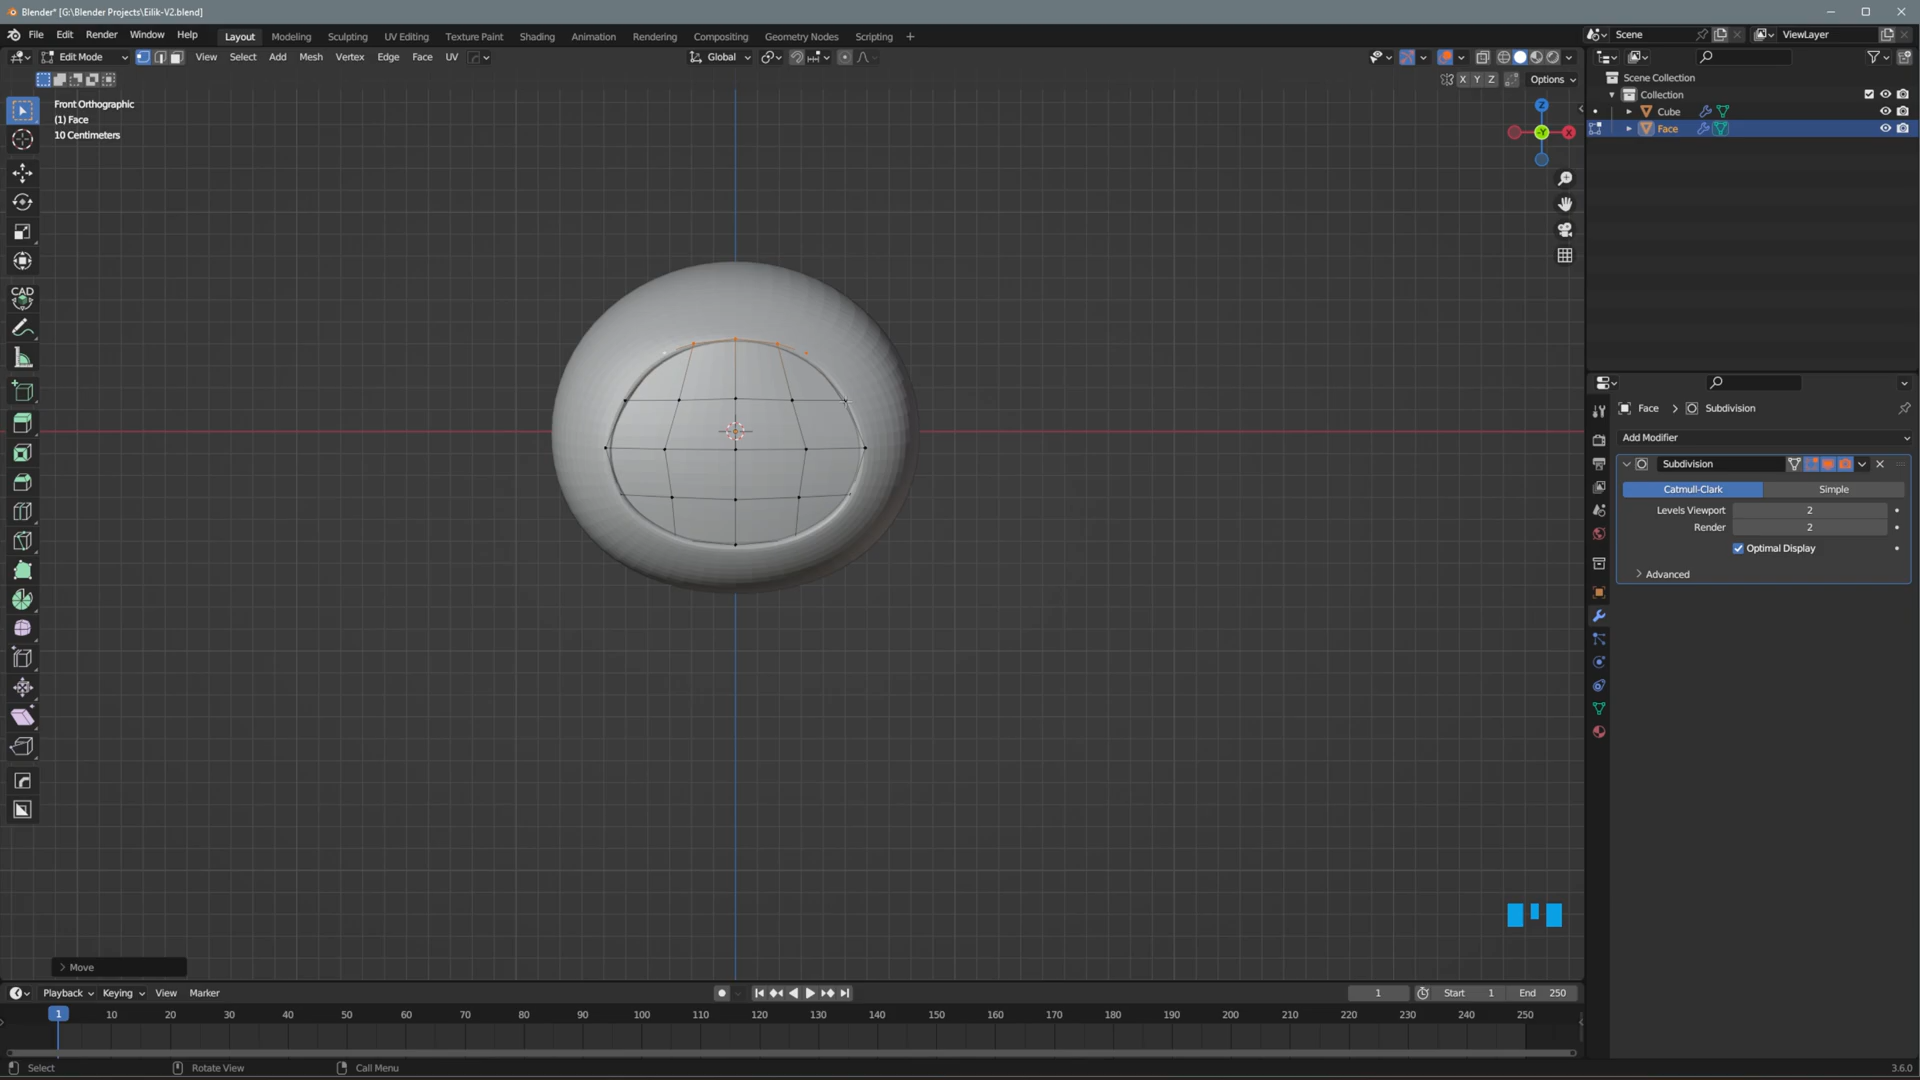 Blender* [G:\Blender Projects\Eilik-V2.blend]
File Edit Render Window Help
Layout Modeling Sculpting UV Editing Texture Paint Shading Animation Rendering Compositing Geometry Nodes Scripting +
Scene
ViewLayer
Edit Mode View Select Add Mesh Vertex Edge Face UV
Global
X Y Z Options
Front Orthographic
(1) Face
10 Centimeters
Z
-Y X
CAD
Scene Collection
Collection
Cube
Face
Face > Subdivision
Add Modifier
Subdivision
Catmull-Clark Simple
Levels Viewport 2
Render 2
Optimal Display
Advanced
Move
Playback Keying View Marker
1 Start 1 End 250
1 10 20 30 40 50 60 70 80 90 100 110 120 130 140 150 160 170 180 190 200 210 220 230 240 250
Select Rotate View Call Menu 3.6.0